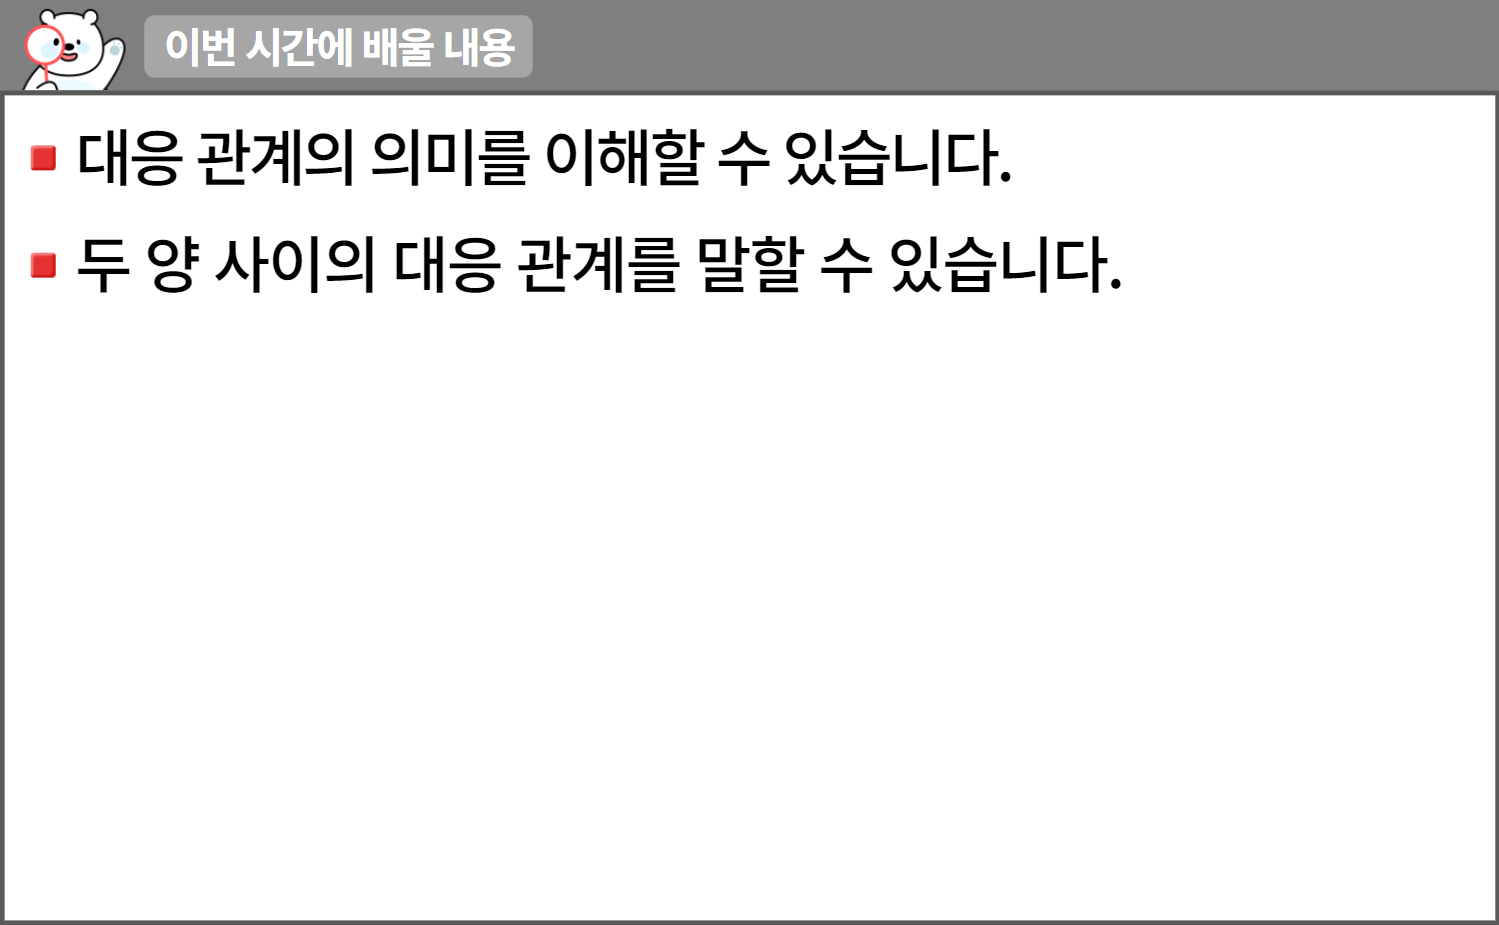 이번 시간에 배울 내용
대응 관계의 의미를 이해할 수 있습니다.
두 양 사이의 대응 관계를 말할 수 있습니다.